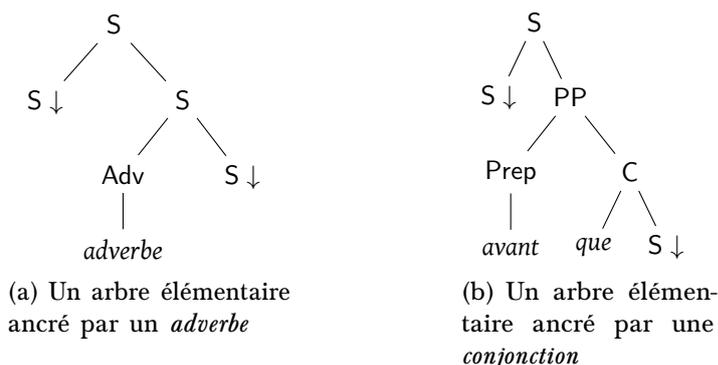 S
S ↓
S
Adv
S ↓
adverbe
(a) Un arbre élémentaire
ancré par un adverbe
S
S ↓
PP
Prep
C
avant
que
S ↓
(b) Un arbre élémen-
taire ancré par une
conjonction